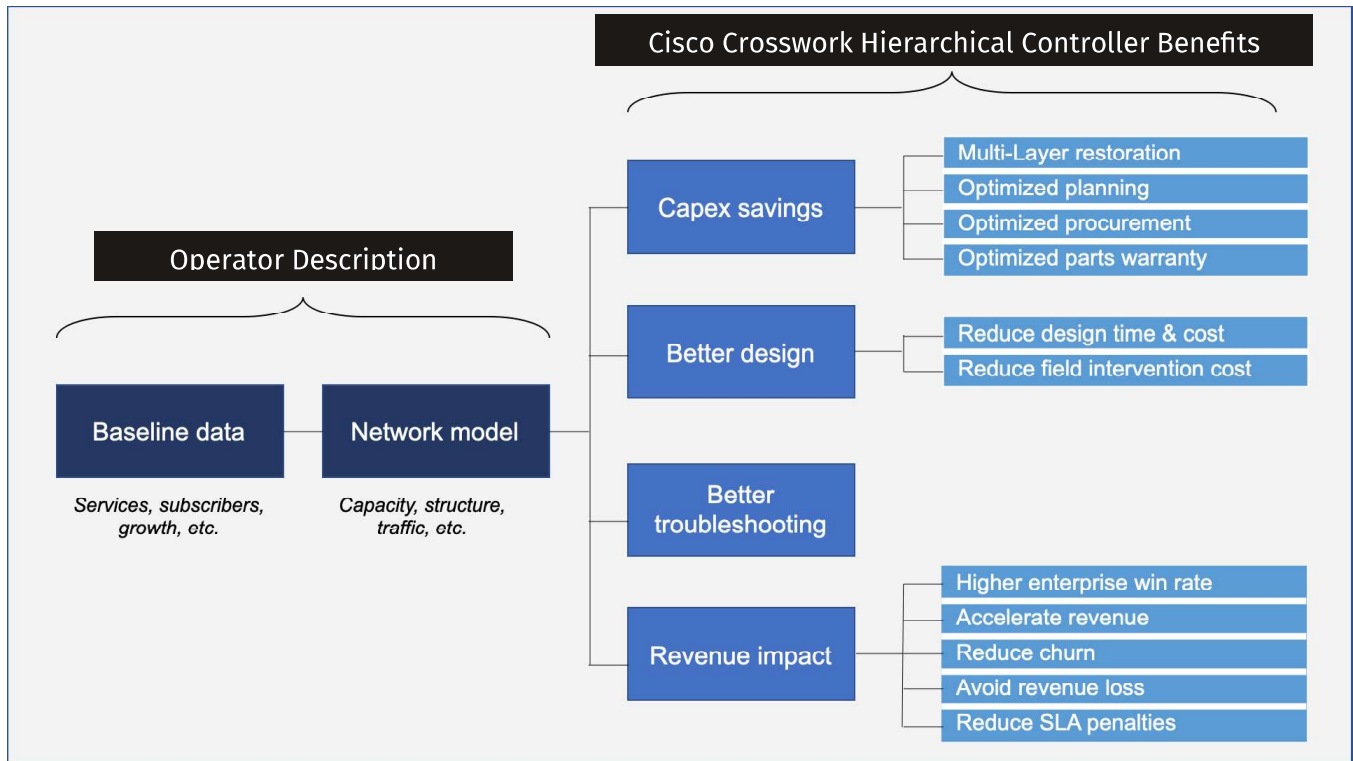 Cisco Crosswork Hierarchical Controller Benefits
Operator Description
Baseline data
Services, subscribers,
growth, etc.
Network model
Capacity, structure,
traffic, etc.
Capex savings
Multi-Layer restoration
Optimized planning
Optimized procurement
Optimized parts warranty
Better design
Reduce design time & cost
Reduce field intervention cost
Better
troubleshooting
Revenue impact
Higher enterprise win rate
Accelerate revenue
Reduce churn
Avoid revenue loss
Reduce SLA penalties